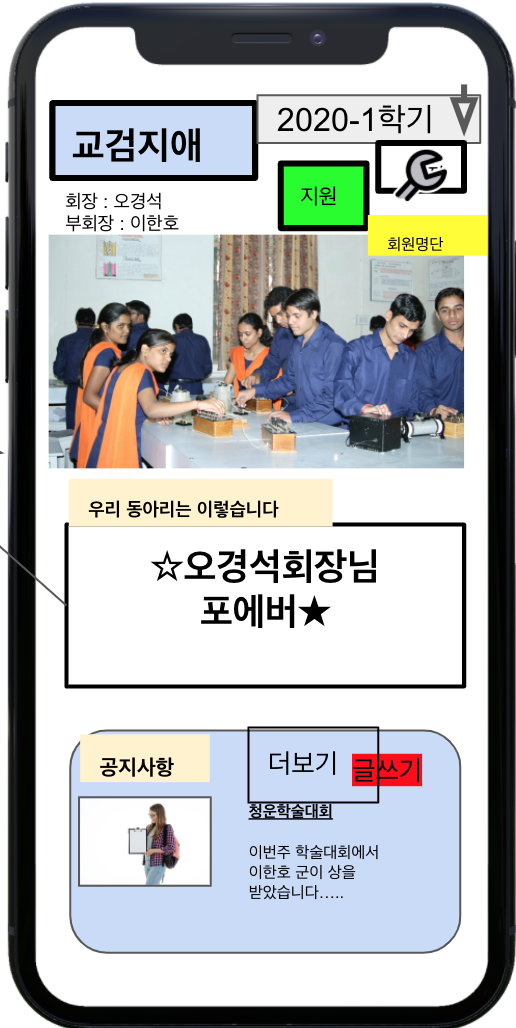 2020-1학기
교검지애
지원
회장 : 오경석
부회장 : 이한호
회원명단
우리 동아리는 이렇습니다
☆오경석회장님
포에버★
공지사항
더보기
글쓰기
청운학술대회
이번주 학술대회에서
이한호 군이 상을
받았습니다…..